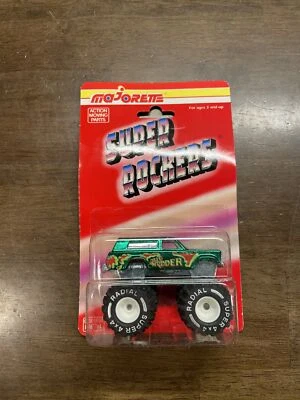 majorette
ACTION
MOVING
PARTS
For ages 3 and up
SUPER
ROCKERS
RADIAL
SUPER 4x4
RADIAL
SUPER 4x4